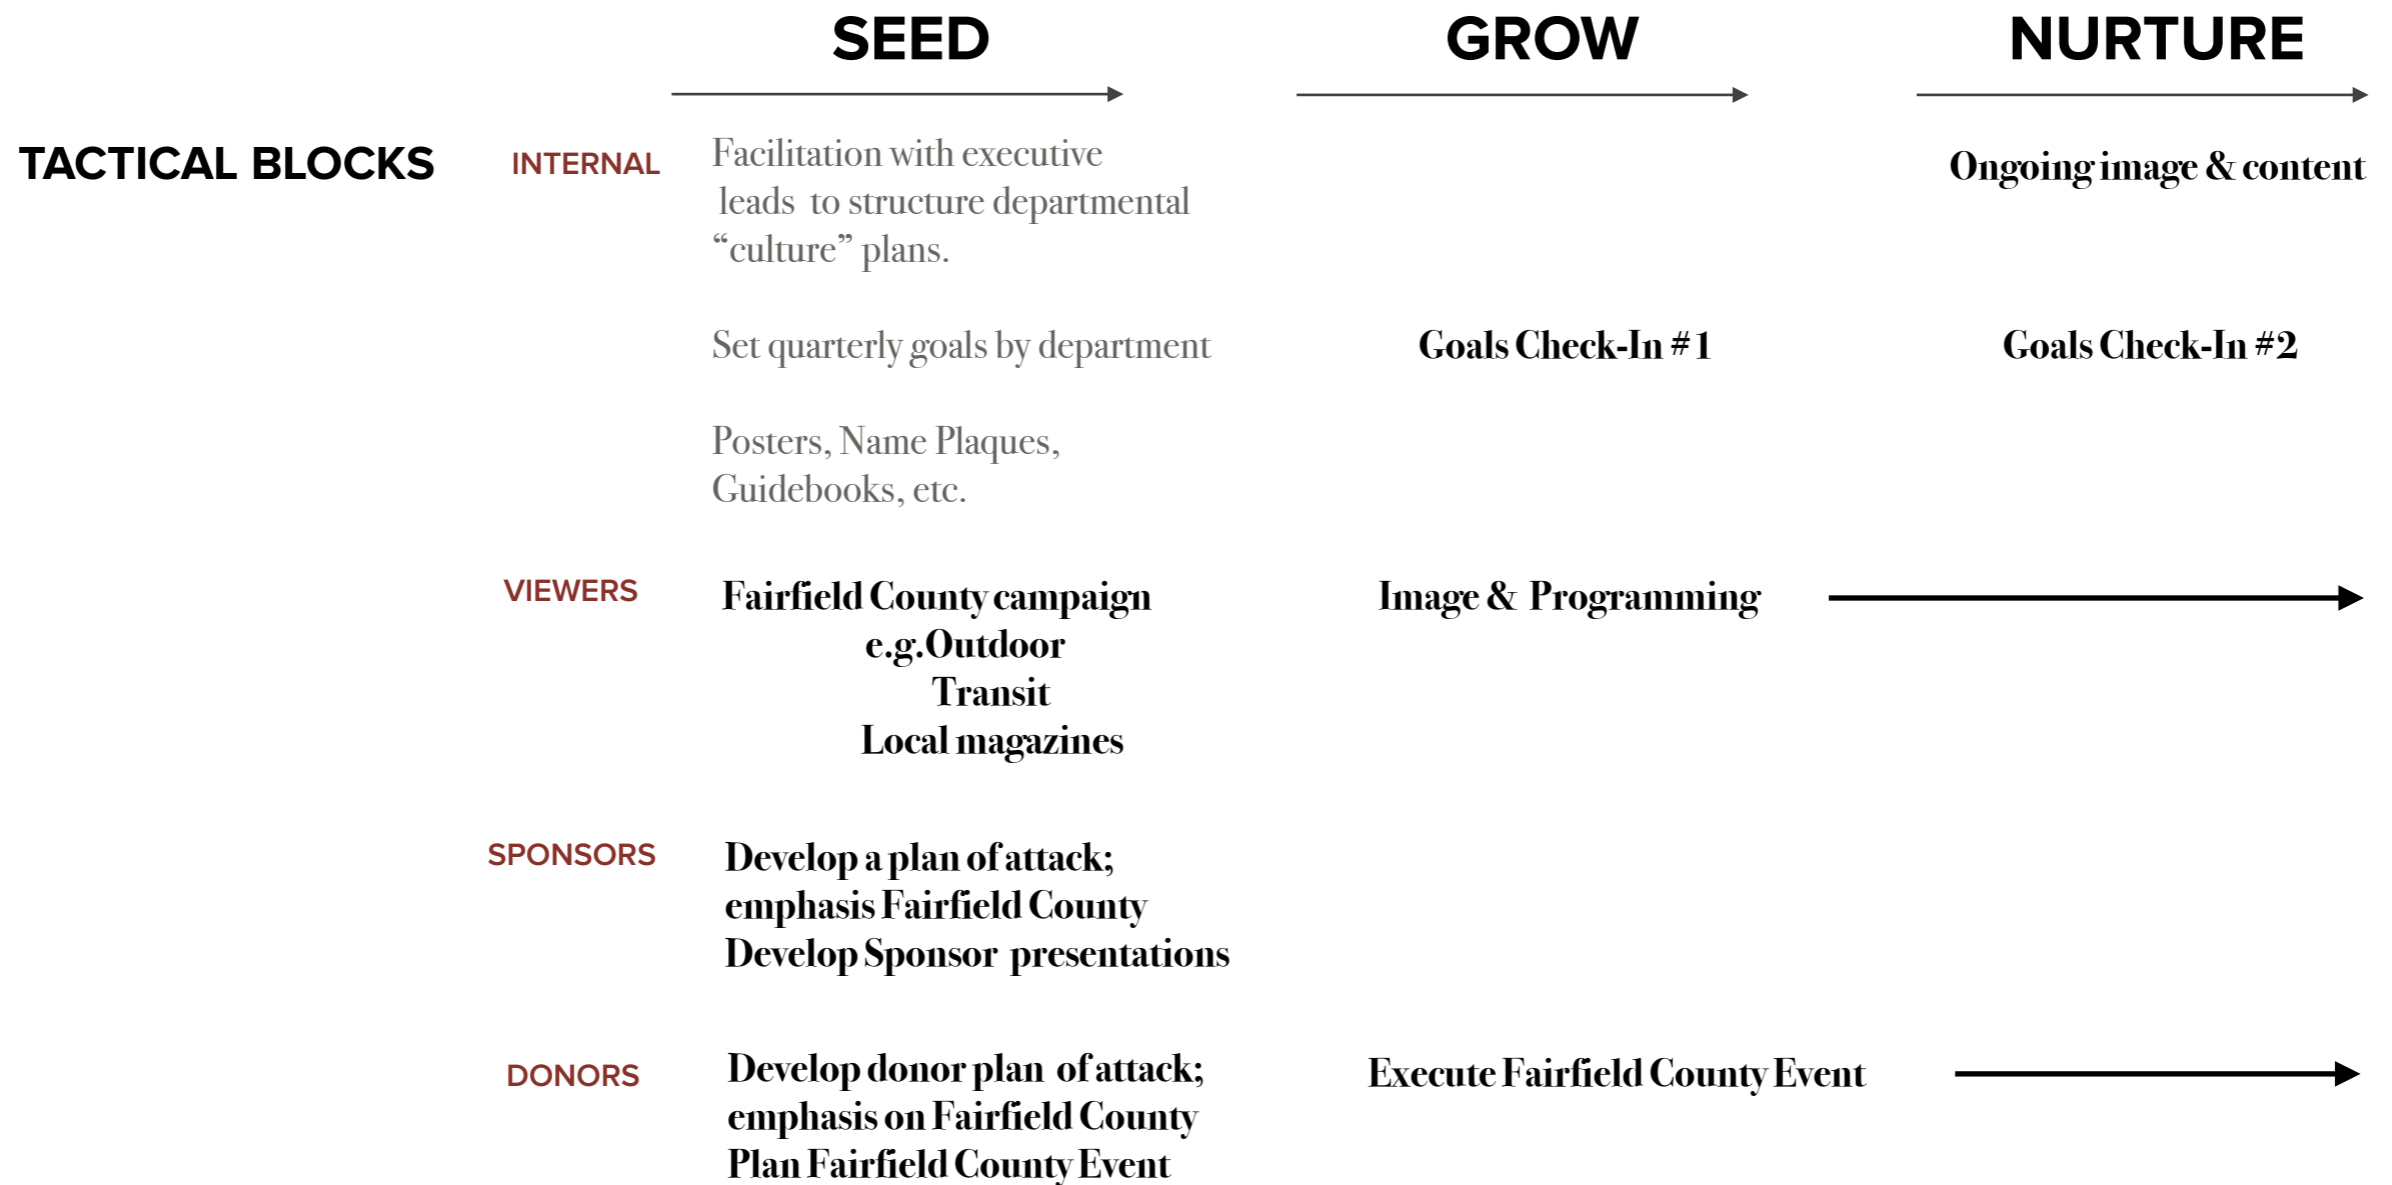 SEED GROW NURTURE
TACTICAL BLOCKS
INTERNAL
Facilitation with executive
leads to structure departmental
“culture” plans.
Ongoing image & content
Set quarterly goals by department
Goals Check-In #1
Goals Check-In #2
Posters, Name Plaques,
Guidebooks, etc.
VIEWERS
Fairfield County campaign
e.g.Outdoor
Transit
Local magazines
Image & Programming
SPONSORS
Develop a plan of attack;
emphasis Fairfield County
Develop Sponsor presentations
DONORS
Develop donor plan of attack;
emphasis on Fairfield County
Plan Fairfield County Event
Execute Fairfield County Event